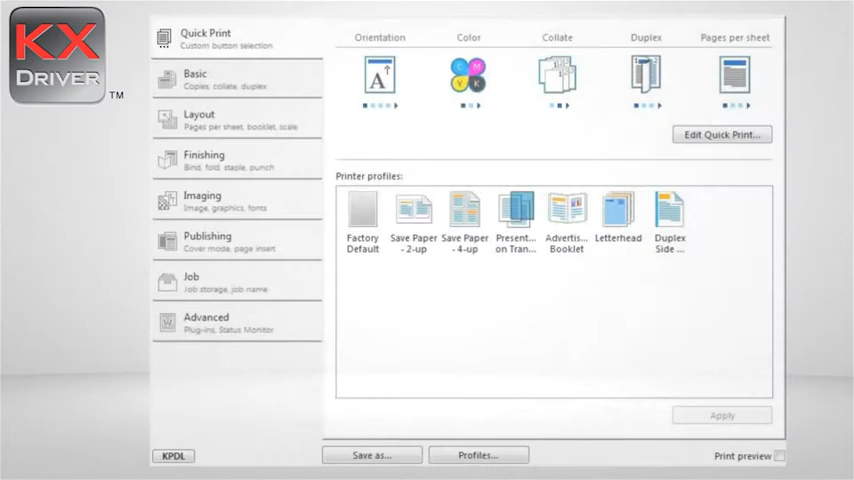 KX
DRIVER
TM
Quick Print
Custom button selection
Basic
Copies, collate, duplex
Layout
Pages per sheet, booklet, scale
Finishing
Bind, fold, staple, punch
Imaging
Image, graphics, fonts
Publishing
Cover mode, page insert
Job
Job storage, job name
Advanced
Plug-ins, Status Monitor
KPDL
Orientation Color Collate Duplex Pages per sheet
A C M Y K
Edit Quick Print...
Printer profiles:
Factory Default
Save Paper - 2-up
Save Paper - 4-up
Present... on Tran...
Advertis... Booklet
Letterhead
Duplex Side ...
Apply
Save as... Profiles... Print preview